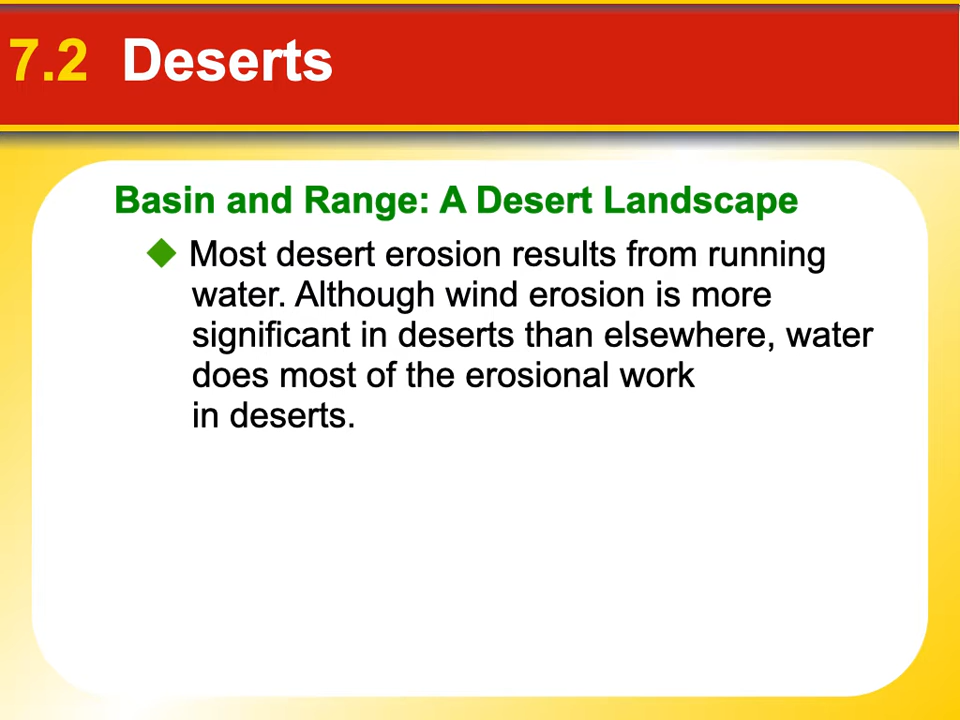 7.2 Deserts
Basin and Range: A Desert Landscape
Most desert erosion results from running
water. Although wind erosion is more
significant in deserts than elsewhere, water
does most of the erosional work
in deserts.